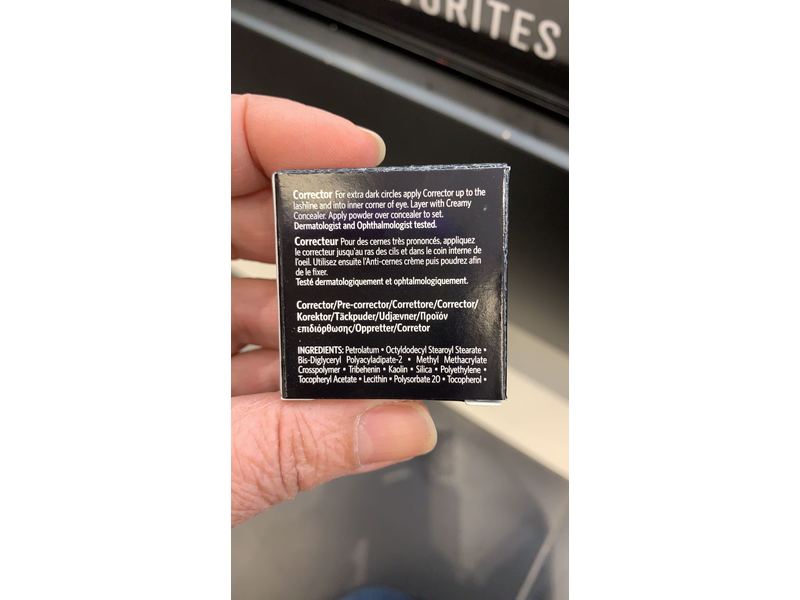 RITES
Corrector For extra dark circles apply Corrector up to the
lashline and into inner corner of eye. Layer with Creamy
Concealer. Apply powder over concealer to set.
Dermatologist and Ophthalmologist tested.
Correcteur Pour des cernes très prononcés, appliquez
le correcteur jusqu'au ras des cils et dans le coin interne de
l'oeil. Utilisez ensuite l'Anti-cernes crème puis poudrez afin
de le fixer.
Testé dermatologiquement et ophtalmologiquement.
Corrector/Pre-corrector/Correttore/Corrector/
Korektor/Täckpuder/Udjævner/Προϊόν
επιδιόρθωσης/Oppretter/Corretor
INGREDIENTS: Petrolatum • Octyldodecyl Stearoyl Stearate •
Bis-Diglyceryl Polyacyladipate-2 • Methyl Methacrylate
Crosspolymer • Tribehenin • Kaolin • Silica • Polyethylene •
Tocopheryl Acetate • Lecithin • Polysorbate 20 • Tocopherol •